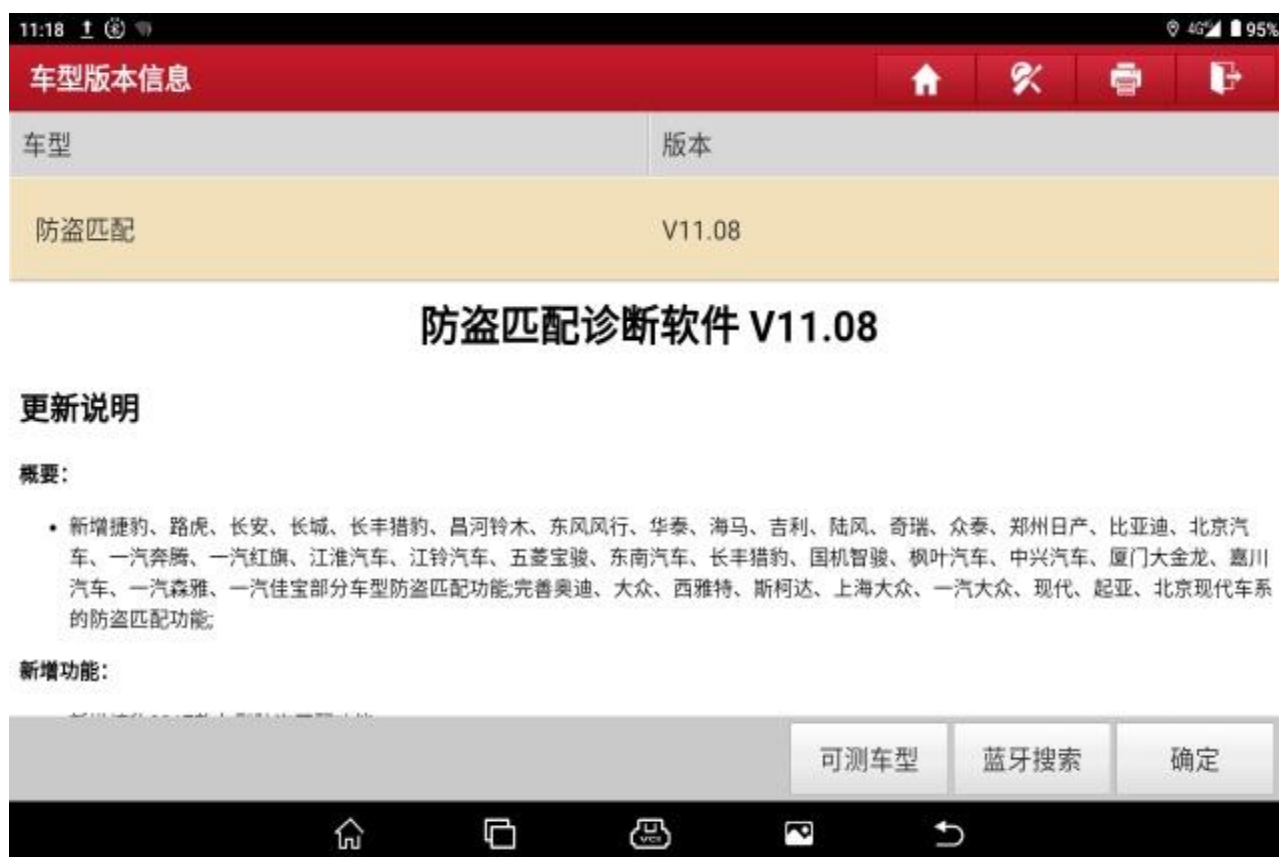 11:18
4G 95%
车型版本信息
车型 版本
防盗匹配 V11.08
防盗匹配诊断软件 V11.08
更新说明
概要：
• 新增捷豹、路虎、长安、长城、长丰猎豹、昌河铃木、东风风行、华泰、海马、吉利、陆风、奇瑞、众泰、郑州日产、比亚迪、北京汽
车、一汽奔腾、一汽红旗、江淮汽车、江铃汽车、五菱宝骏、东南汽车、长丰猎豹、国机智骏、枫叶汽车、中兴汽车、厦门大金龙、嘉川
汽车、一汽森雅、一汽佳宝部分车型防盗匹配功能;完善奥迪、大众、西雅特、斯柯达、上海大众、一汽大众、现代、起亚、北京现代车系
的防盗匹配功能;
新增功能：
可测车型 蓝牙搜索 确定
VCI